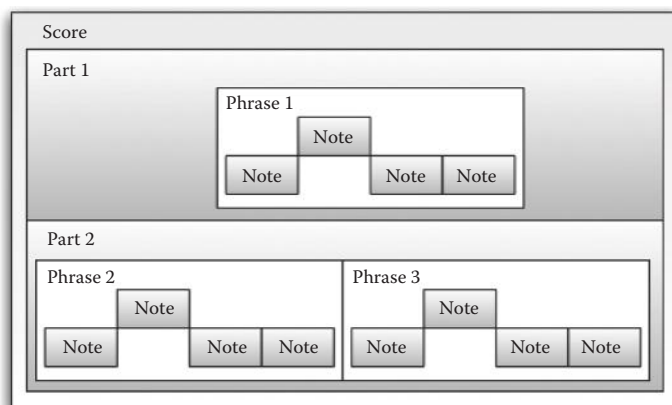 Score
Part 1
Phrase 1
Note
Note Note Note
Part 2
Phrase 2 Phrase 3
Note Note
Note Note Note Note Note Note